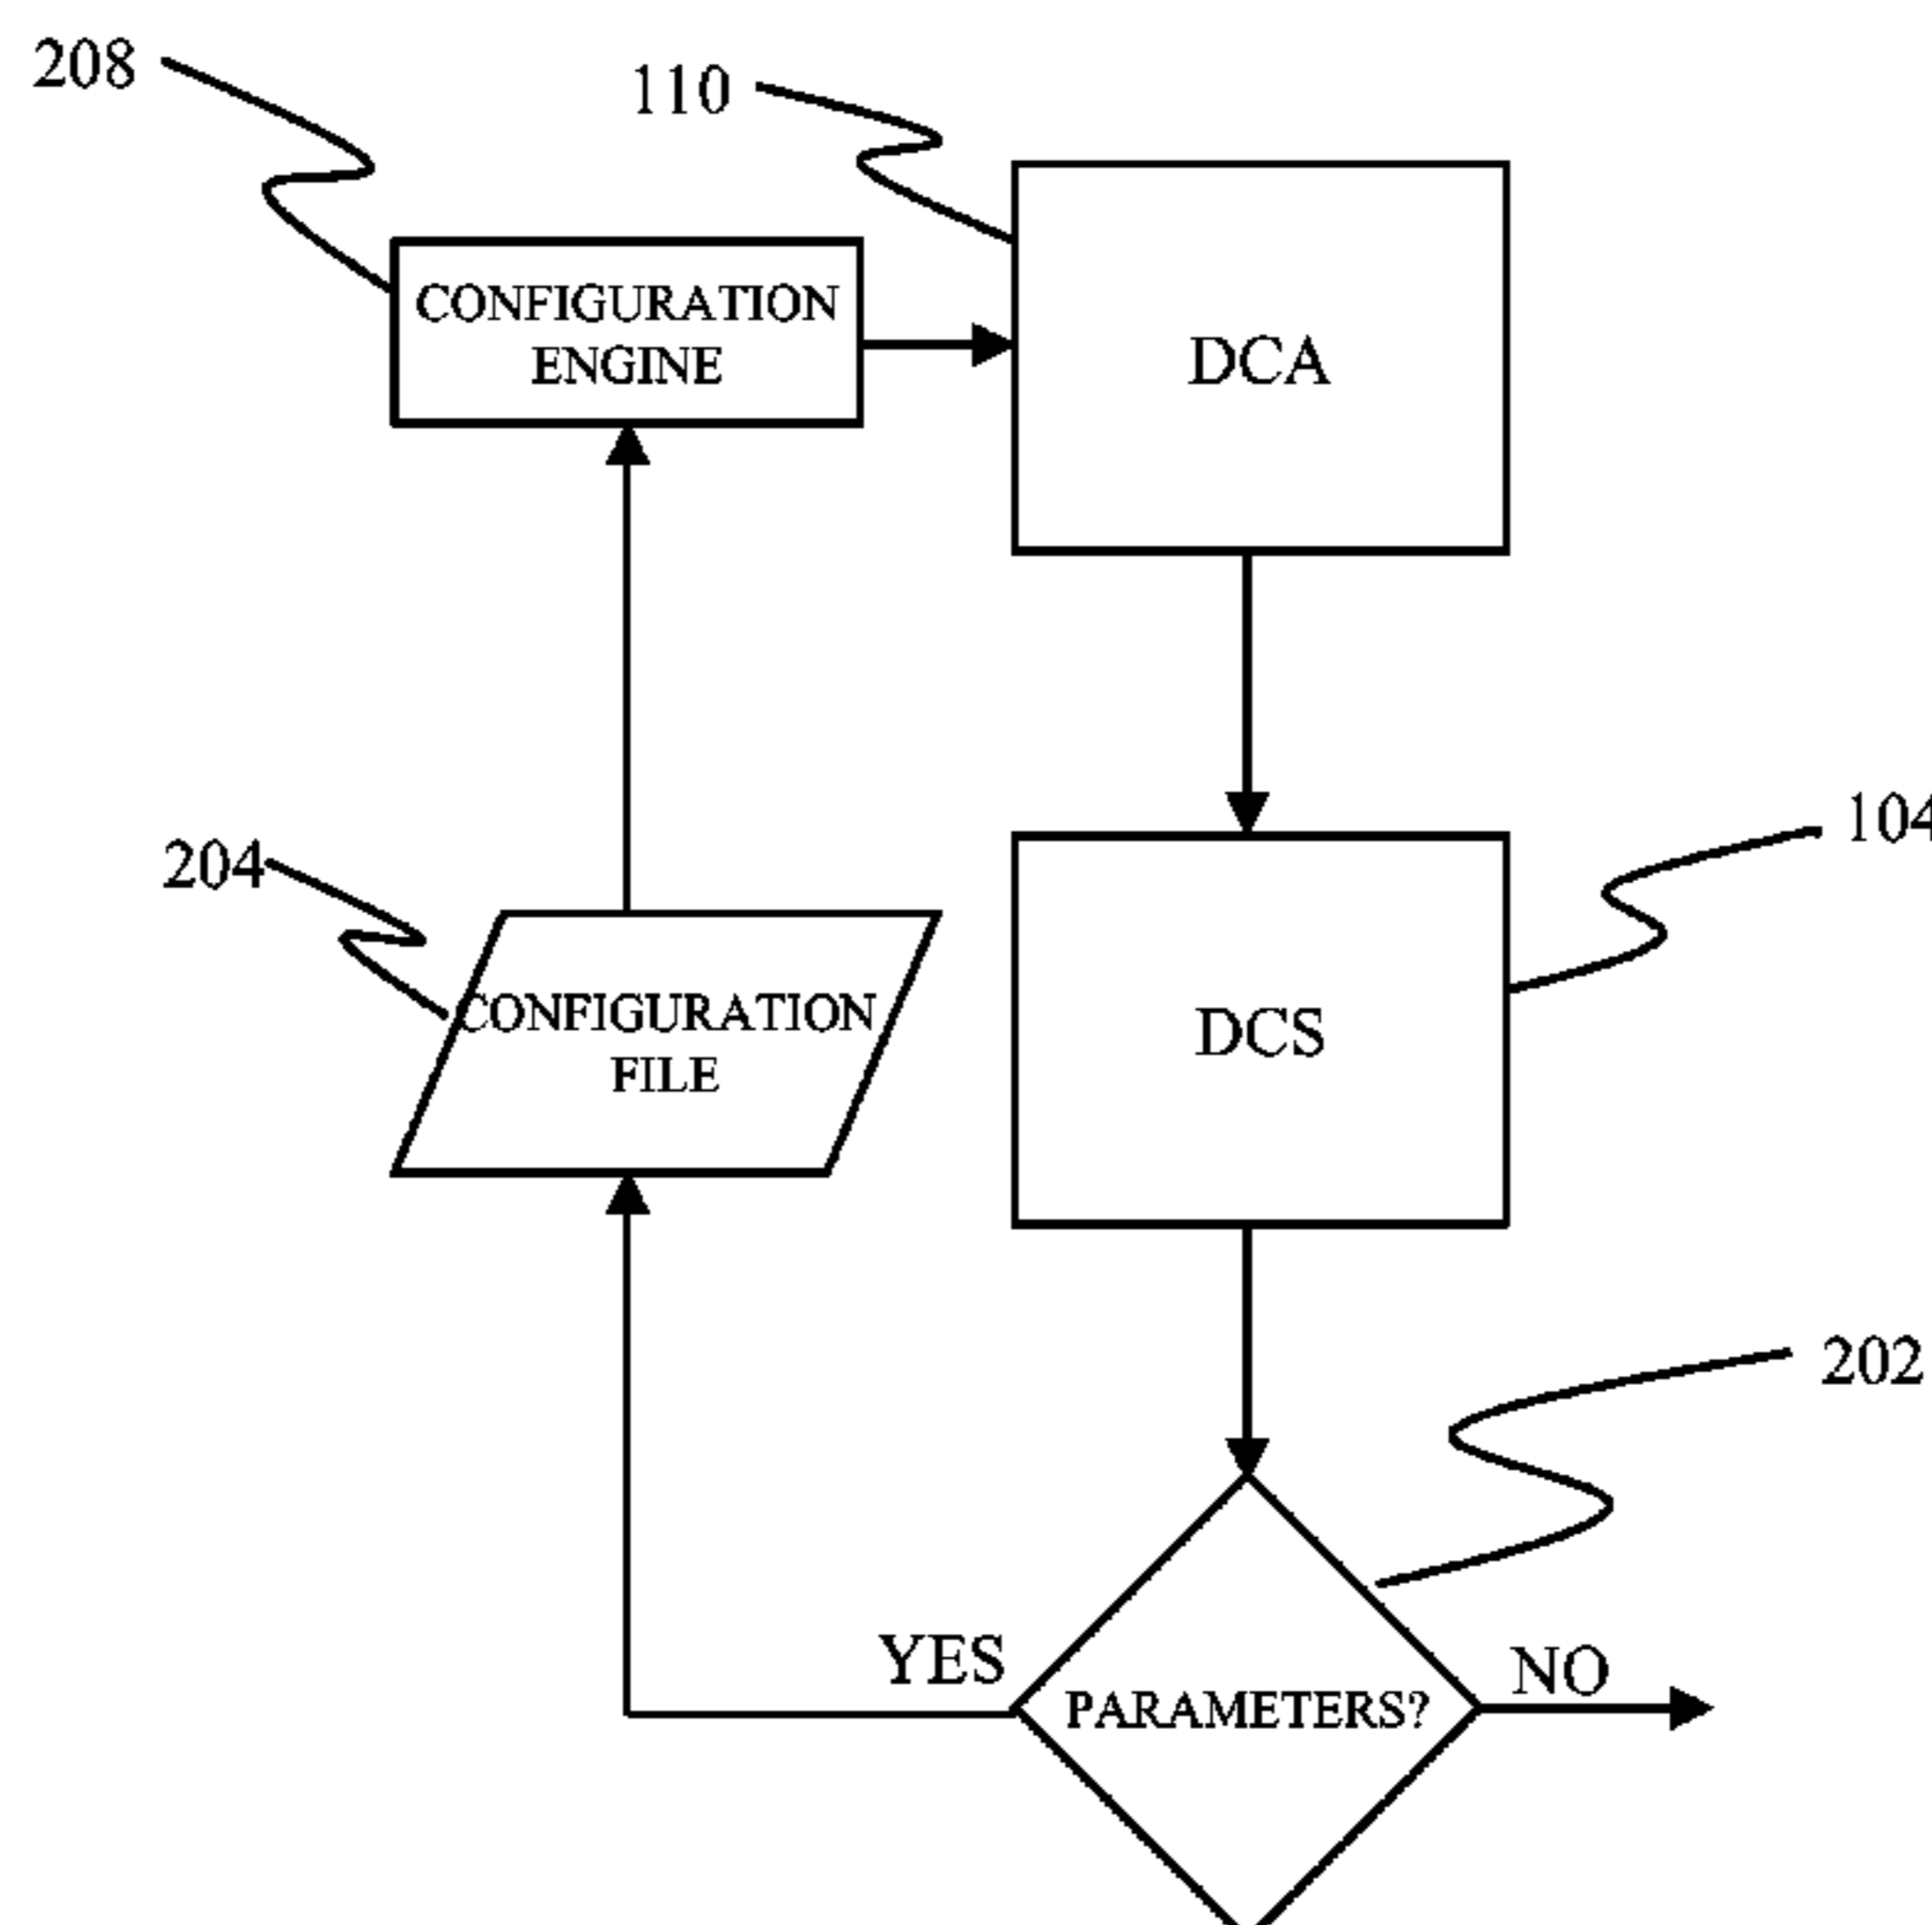 208
110
CONFIGURATION
ENGINE
DCA
204
104
CONFIGURATION
FILE
DCS
202
YES
NO
PARAMETERS?